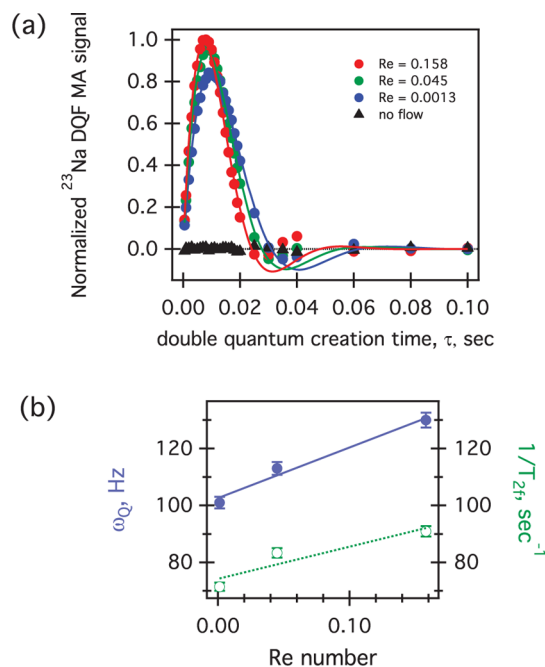 (a)
Normalized ²³Na DQF MA signal
1.0
0.8
0.6
0.4
0.2
0.0
Re = 0.158
Re = 0.045
Re = 0.0013
no flow
0.00 0.02 0.04 0.06 0.08 0.10
double quantum creation time, τ, sec
(b)
ω_Q, Hz
120
100
80
120
100
80
1/T_2f, sec⁻¹
0.00 0.10
Re number